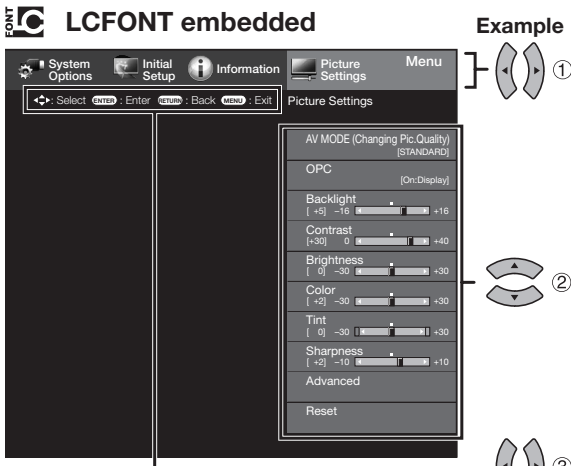 FONT LC LCFONT embedded
Example
System Options
Initial Setup
Information
Picture Settings
Menu
①
: Select ENTER : Enter RETURN : Back MENU : Exit
Picture Settings
AV MODE (Changing Pic.Quality)
[STANDARD]
OPC
[On:Display]
Backlight
[ +5] −16 +16
Contrast
[+30] 0 +40
Brightness
[ 0] −30 +30
②
Color
[ +2] −30 +30
Tint
[ 0] −30 +30
Sharpness
[ +2] −10 +10
Advanced
Reset
③